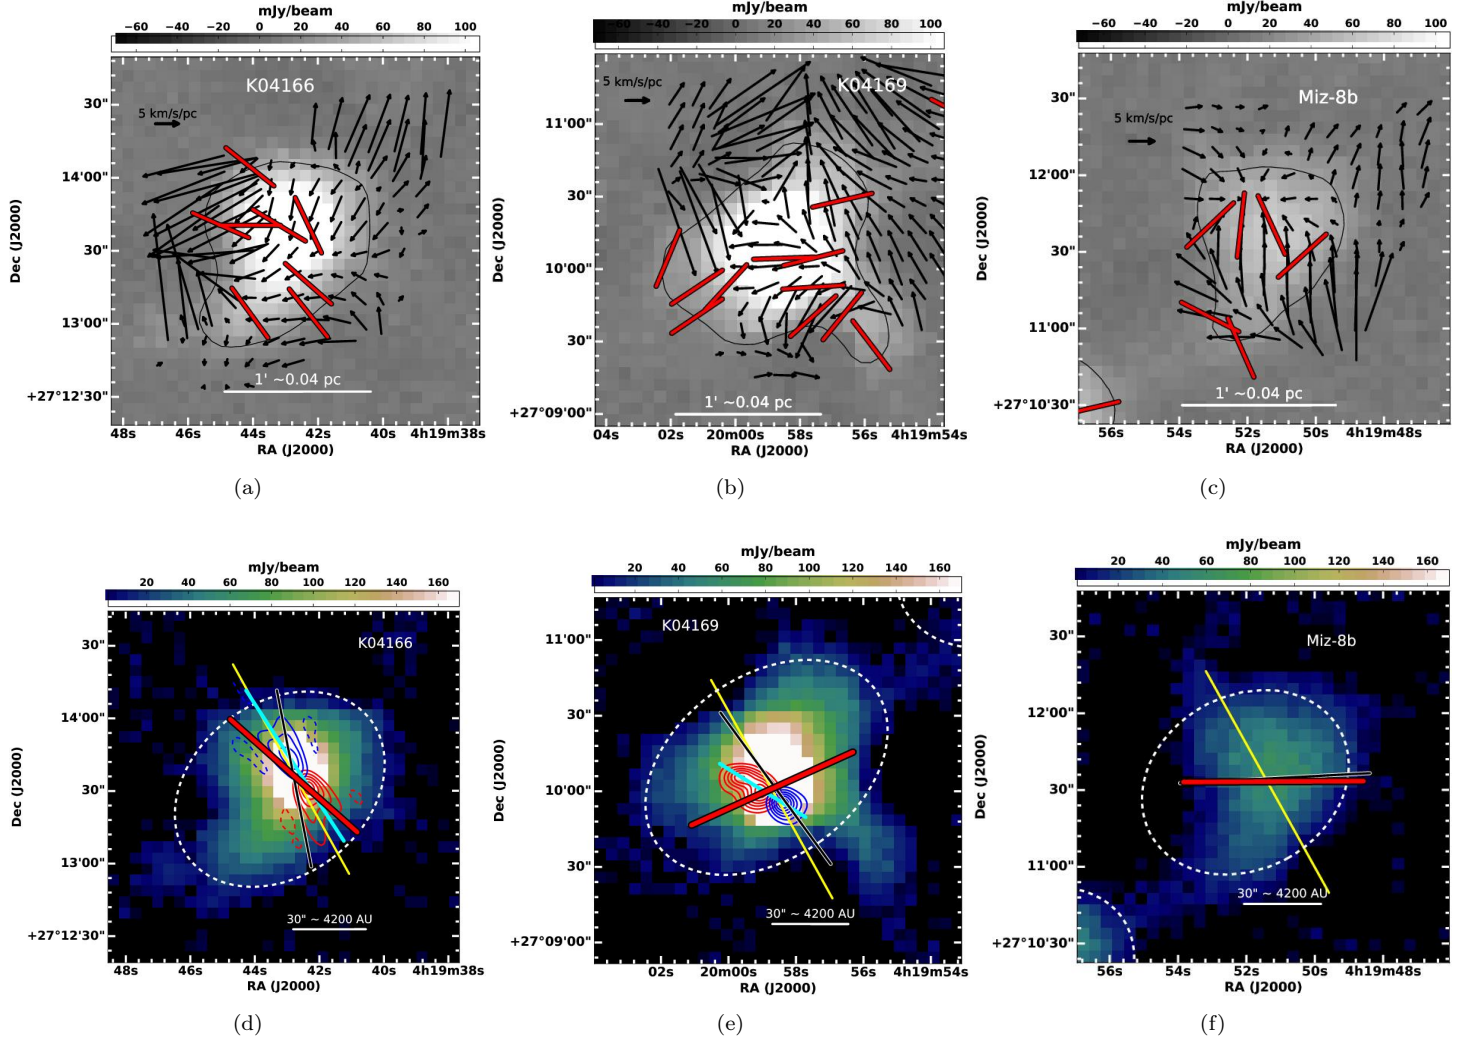 mJy/beam mJy/beam mJy/beam
−60 −40 −20 0 20 40 60 80 100
−60 −40 −20 0 20 40 60 80 100
−60 −40 −20 0 20 40 60 80 100
K04166
5 km/s/pc
30"
14'00"
30"
13'00"
+27°12'30"
Dec (J2000)
1' ~0.04 pc
48s 46s 44s 42s 40s 4h19m38s
RA (J2000)
(a)
K04169
5 km/s/pc
11'00"
30"
10'00"
30"
+27°09'00"
Dec (J2000)
1' ~0.04 pc
04s 02s 20m00s 58s 56s 4h19m54s
RA (J2000)
(b)
Miz-8b
5 km/s/pc
30"
12'00"
30"
11'00"
+27°10'30"
Dec (J2000)
1' ~0.04 pc
56s 54s 52s 50s 4h19m48s
RA (J2000)
(c)
mJy/beam mJy/beam mJy/beam
20 40 60 80 100 120 140 160
20 40 60 80 100 120 140 160
20 40 60 80 100 120 140 160
K04166
30"
14'00"
30"
13'00"
+27°12'30"
Dec (J2000)
30" ~ 4200 AU
48s 46s 44s 42s 40s 4h19m38s
RA (J2000)
(d)
K04169
11'00"
30"
10'00"
30"
+27°09'00"
Dec (J2000)
30" ~ 4200 AU
02s 20m00s 58s 56s 4h19m54s
RA (J2000)
(e)
Miz-8b
30"
12'00"
30"
11'00"
+27°10'30"
Dec (J2000)
30" ~ 4200 AU
56s 54s 52s 50s 4h19m48s
RA (J2000)
(f)